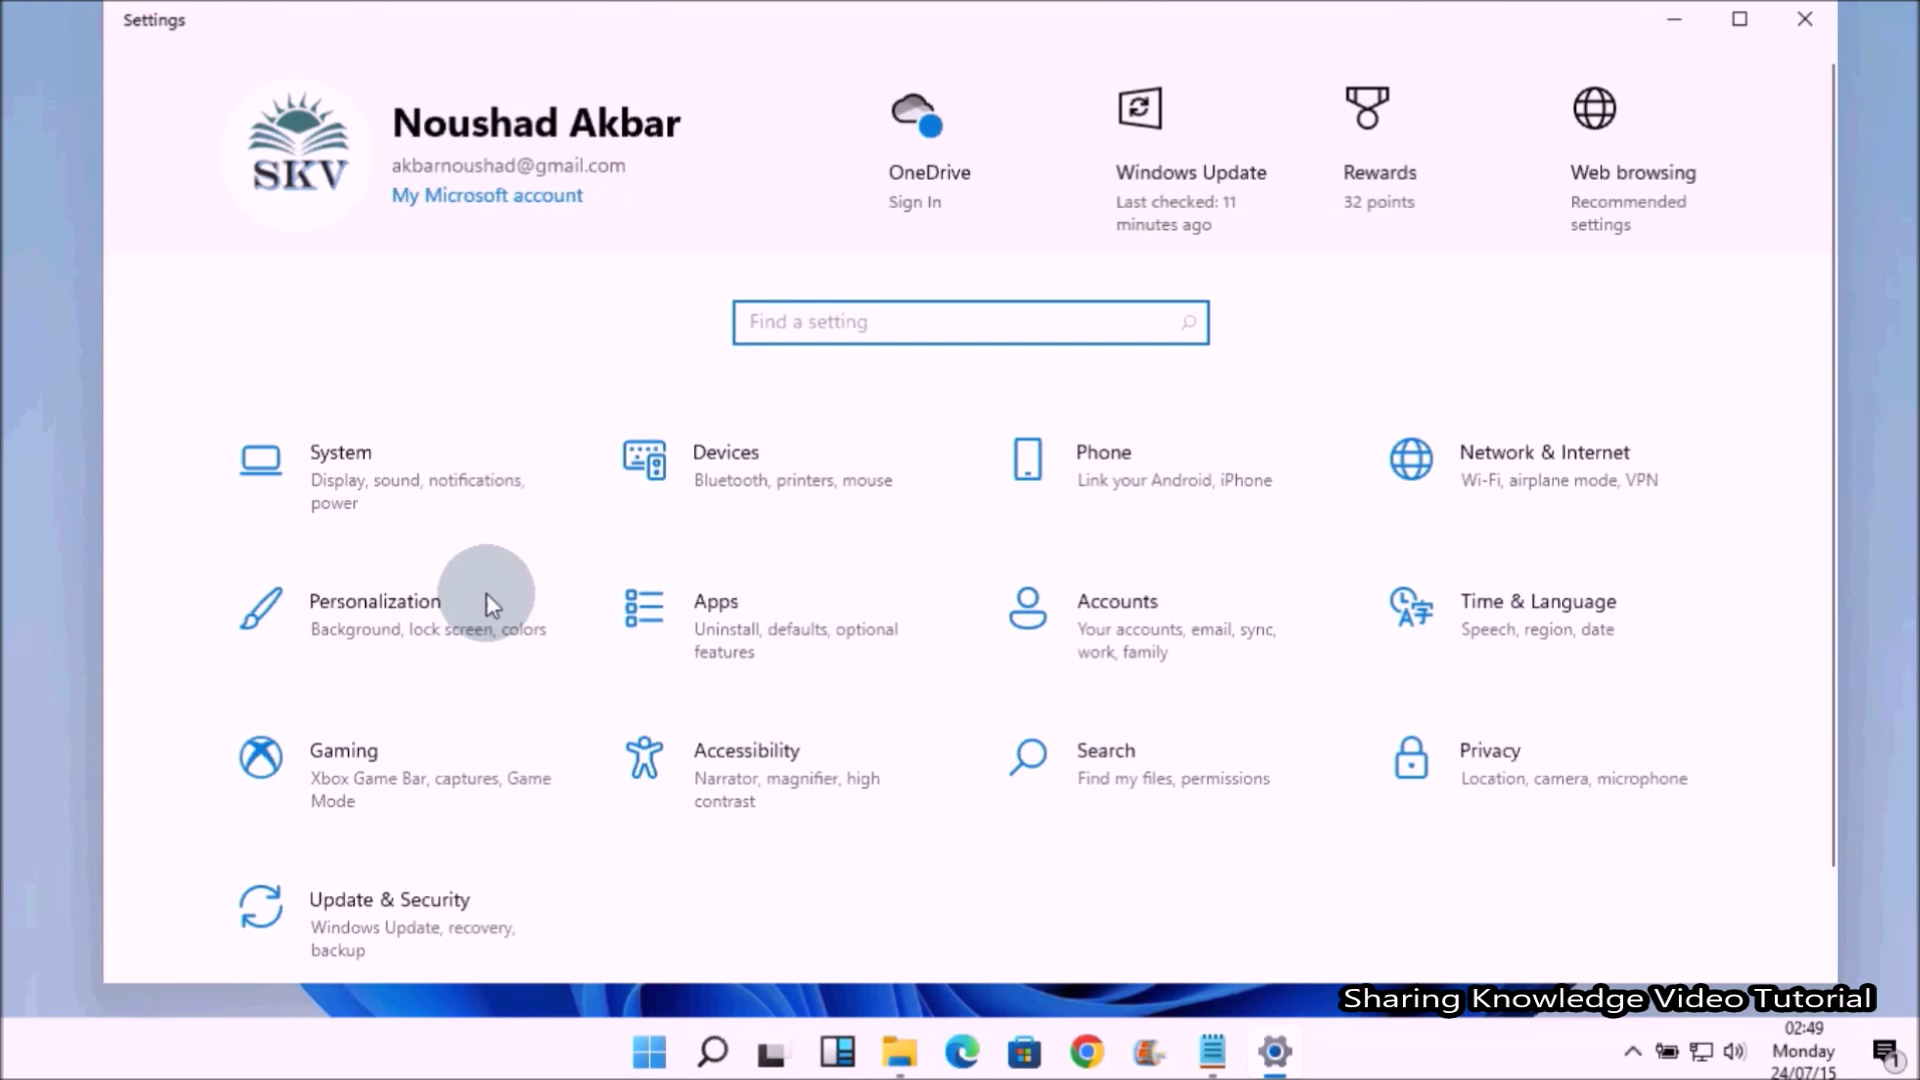 Settings
SKV
Noushad Akbar
akbarnoushad@gmail.com
My Microsoft account
OneDrive
Sign In
Windows Update
Last checked: 11
minutes ago
Rewards
32 points
Web browsing
Recommended
settings
Find a setting
System
Display, sound, notifications,
power
Devices
Bluetooth, printers, mouse
Phone
Link your Android, iPhone
Network & Internet
Wi-Fi, airplane mode, VPN
Personalization
Background, lock screen, colors
Apps
Uninstall, defaults, optional
features
Accounts
Your accounts, email, sync,
work, family
Time & Language
Speech, region, date
Gaming
Xbox Game Bar, captures, Game
Mode
Accessibility
Narrator, magnifier, high
contrast
Search
Find my files, permissions
Privacy
Location, camera, microphone
Update & Security
Windows Update, recovery,
backup
Sharing Knowledge Video Tutorial
02:49
Monday
24/07/15
1